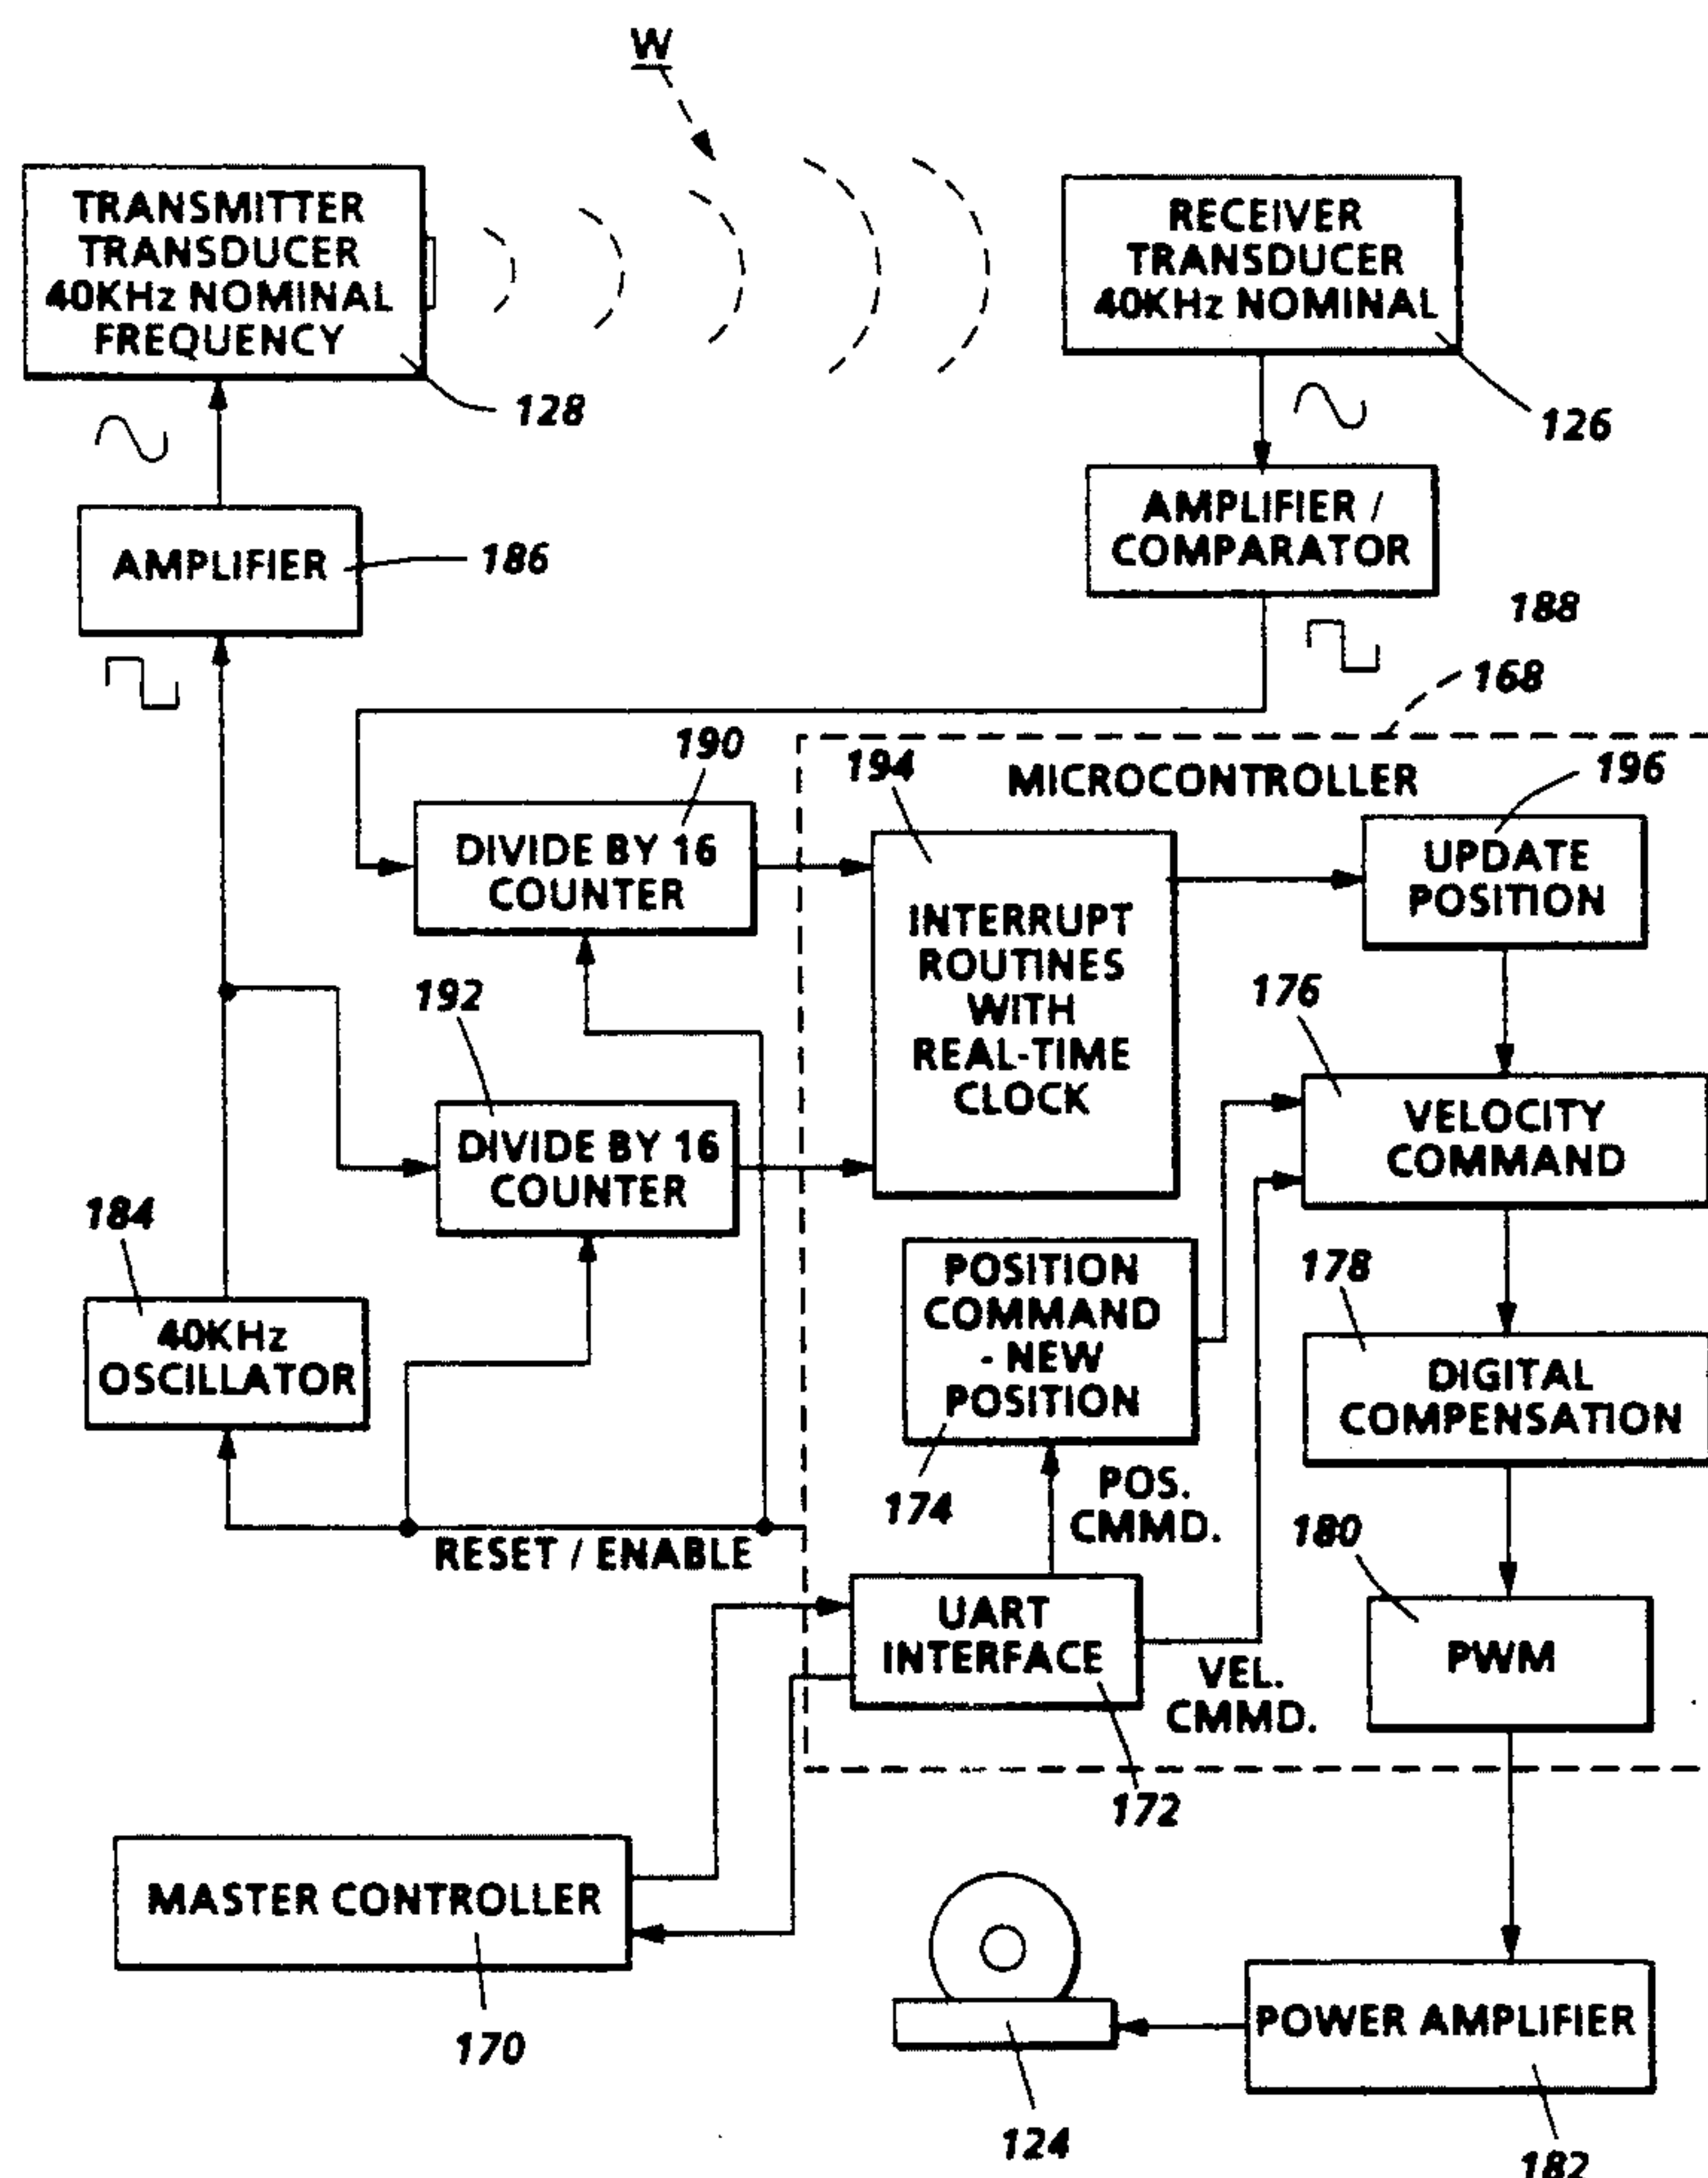 W
TRANSMITTER
TRANSDUCER
40KHz NOMINAL
FREQUENCY
128
RECEIVER
TRANSDUCER
40KHz NOMINAL
126
AMPLIFIER
186
AMPLIFIER /
COMPARATOR
188
168
190
DIVIDE BY 16
COUNTER
194
MICROCONTROLLER
196
INTERRUPT
ROUTINES
WITH
REAL-TIME
CLOCK
UPDATE
POSITION
192
DIVIDE BY 16
COUNTER
176
VELOCITY
COMMAND
184
40KHz
OSCILLATOR
POSITION
COMMAND
- NEW
POSITION
174
178
DIGITAL
COMPENSATION
RESET / ENABLE
POS.
CMMD.
180
PWM
UART
INTERFACE
VEL.
CMMD.
172
MASTER CONTROLLER
170
124
POWER AMPLIFIER
182